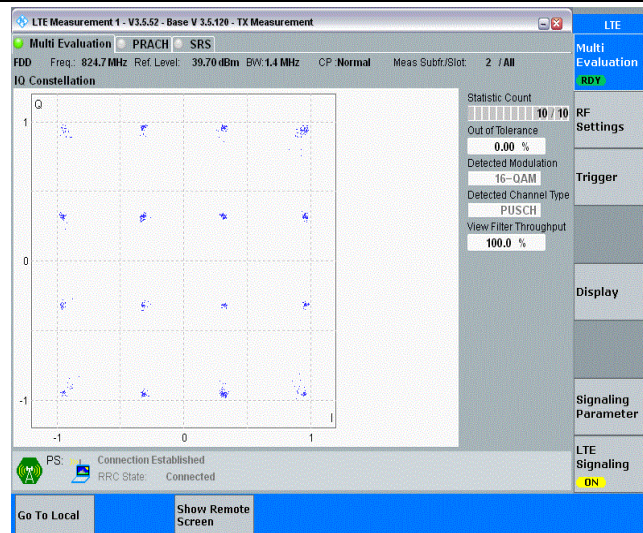 LTE Measurement 1 - V3.5.52 - Base V 3.5.120 - TX Measurement
LTE
Multi Evaluation PRACH SRS
Multi
Evaluation
RDY
FDD Freq.: 824.7 MHz Ref. Level: 39.70 dBm BW: 1.4 MHz CP :Normal Meas Subfr./Slot: 2 / All
IQ Constellation
Q
1
0
-1
-1 0 1
I
Statistic Count
10 / 10
Out of Tolerance
0.00 %
Detected Modulation
16-QAM
Detected Channel Type
PUSCH
View Filter Throughput
100.0 %
RF
Settings
Trigger
Display
Signaling
Parameter
LTE
Signaling
ON
PS: Connection Established
RRC State: Connected
Go To Local
Show Remote
Screen